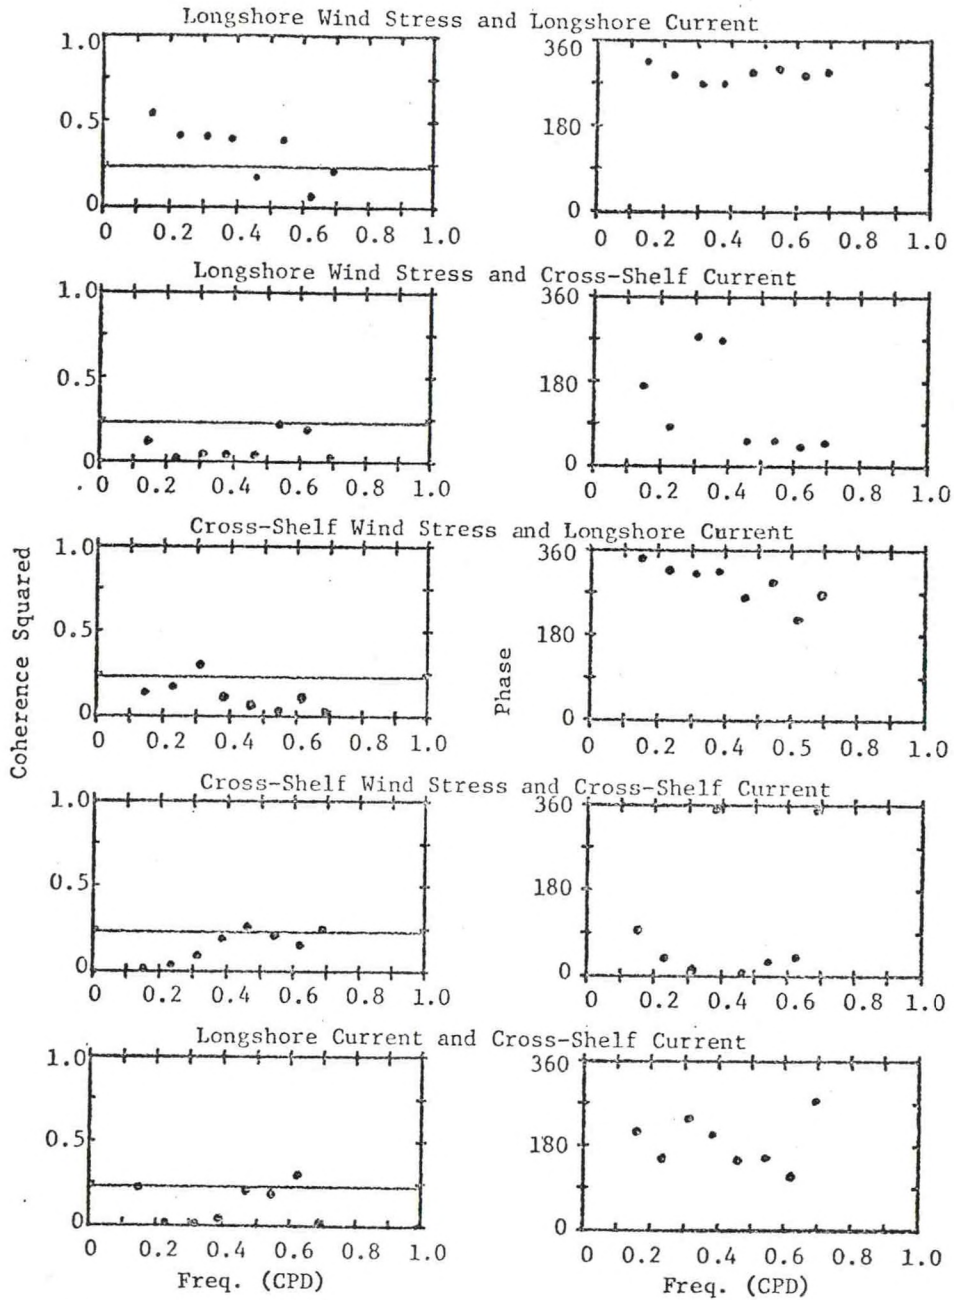 Longshore Wind Stress and Longshore Current
1.0
0.5
0
0 0.2 0.4 0.6 0.8 1.0
360
180
0
0 0.2 0.4 0.6 0.8 1.0
Longshore Wind Stress and Cross-Shelf Current
1.0
0.5
0
0 0.2 0.4 0.6 0.8 1.0
360
180
0
0 0.2 0.4 0.6 0.8 1.0
Cross-Shelf Wind Stress and Longshore Current
Coherence Squared
1.0
0.5
0
0 0.2 0.4 0.6 0.8 1.0
Phase
360
180
0
0 0.2 0.4 0.5 0.8 1.0
Cross-Shelf Wind Stress and Cross-Shelf Current
1.0
0.5
0
0 0.2 0.4 0.6 0.8 1.0
360
180
0
0 0.2 0.4 0.6 0.8 1.0
Longshore Current and Cross-Shelf Current
1.0
0.5
0
0 0.2 0.4 0.6 0.8 1.0
Freq. (CPD)
360
180
0
0.2 0.4 0.6 0.8 1.0
Freq. (CPD)